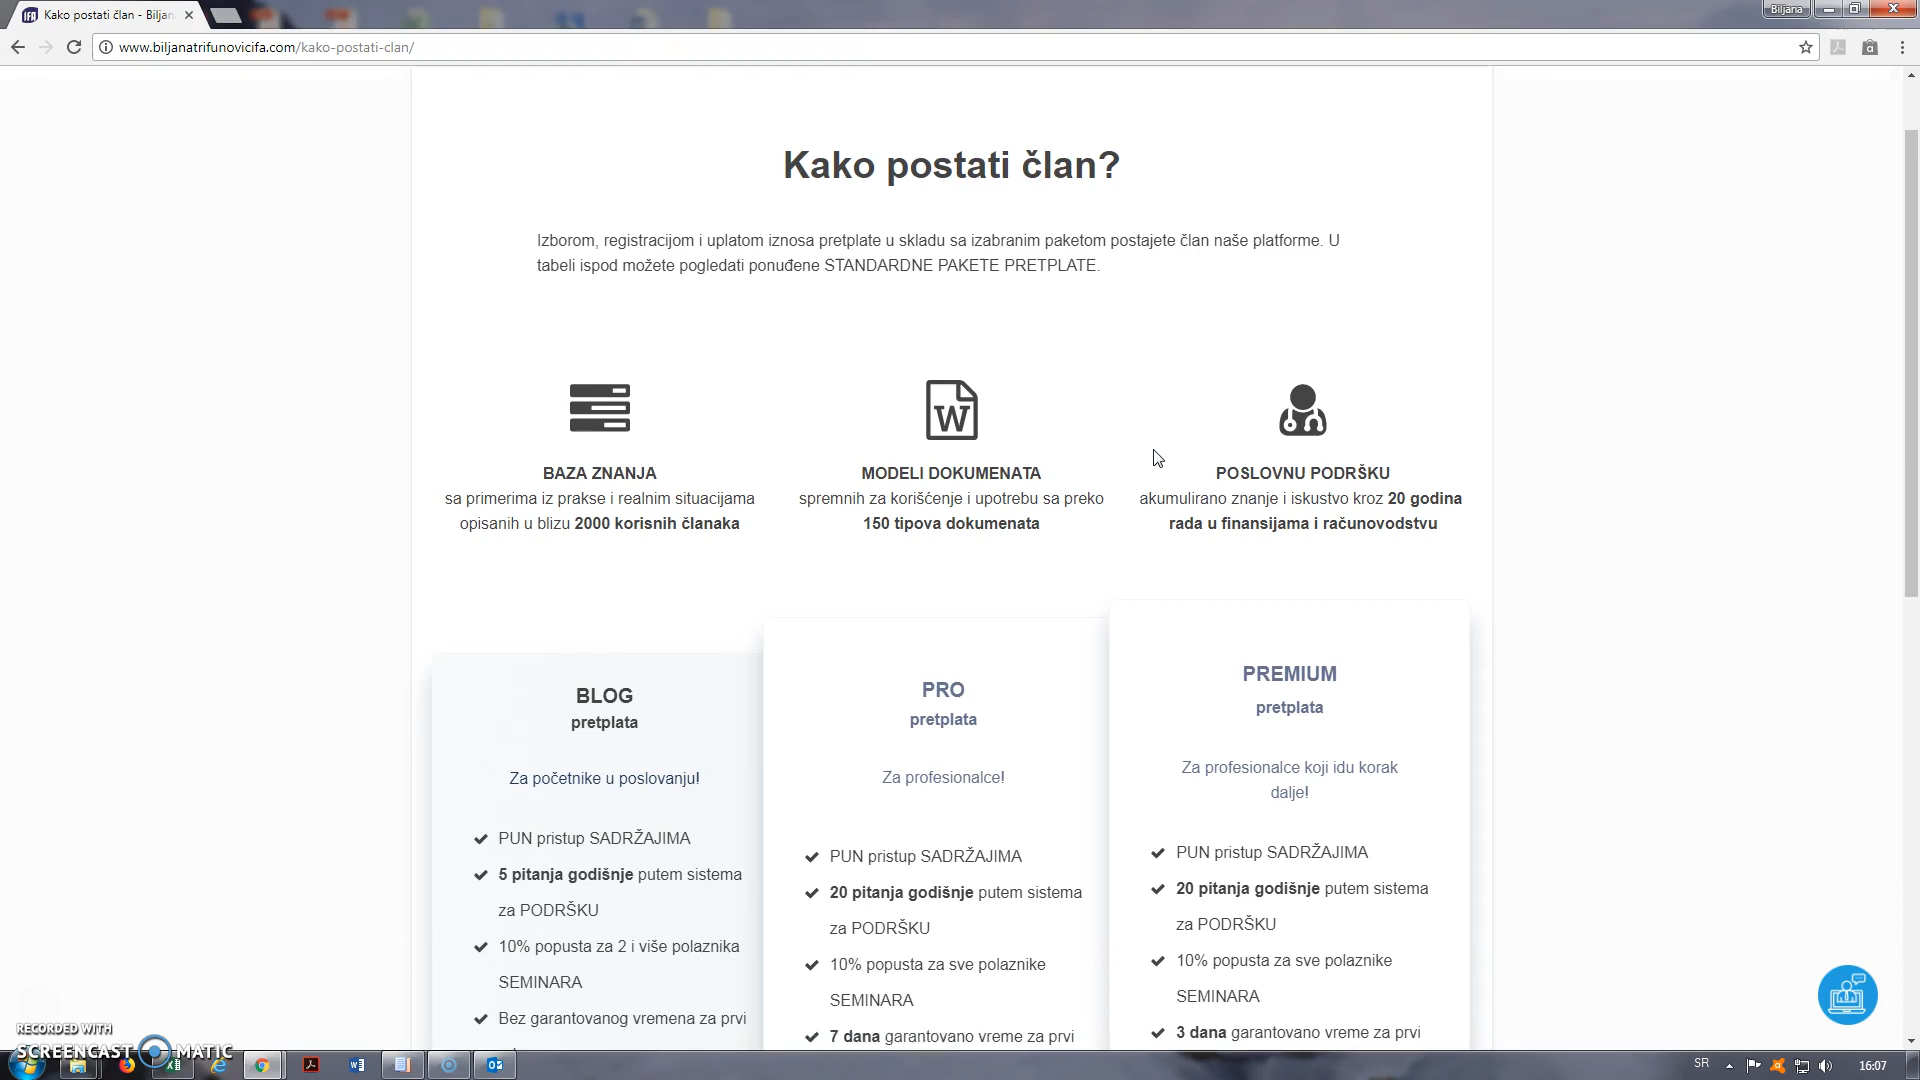 Kako postati član - Biljan
Biljana
www.biljanatrifunovicifa.com/kako-postati-clan/
Kako postati član?
Izborom, registracijom i uplatom iznosa pretplate u skladu sa izabranim paketom postajete član naše platforme. U
tabeli ispod možete pogledati ponuđene STANDARDNE PAKETE PRETPLATE.
BAZA ZNANJA
sa primerima iz prakse i realnim situacijama
opisanih u blizu 2000 korisnih članaka
W
MODELI DOKUMENATA
spremnih za korišćenje i upotrebu sa preko
150 tipova dokumenata
POSLOVNU PODRŠKU
akumulirano znanje i iskustvo kroz 20 godina
rada u finansijama i računovodstvu
BLOG
pretplata
Za početnike u poslovanju!
PUN pristup SADRŽAJIMA
5 pitanja godišnje putem sistema
za PODRŠKU
10% popusta za 2 i više polaznika
SEMINARA
Bez garantovanog vremena za prvi
PRO
pretplata
Za profesionalce!
PUN pristup SADRŽAJIMA
20 pitanja godišnje putem sistema
za PODRŠKU
10% popusta za sve polaznike
SEMINARA
7 dana garantovano vreme za prvi
PREMIUM
pretplata
Za profesionalce koji idu korak
dalje!
PUN pristup SADRŽAJIMA
20 pitanja godišnje putem sistema
za PODRŠKU
10% popusta za sve polaznike
SEMINARA
3 dana garantovano vreme za prvi
RECORDED WITH
SCREENCAST MATIC
SR
16:07